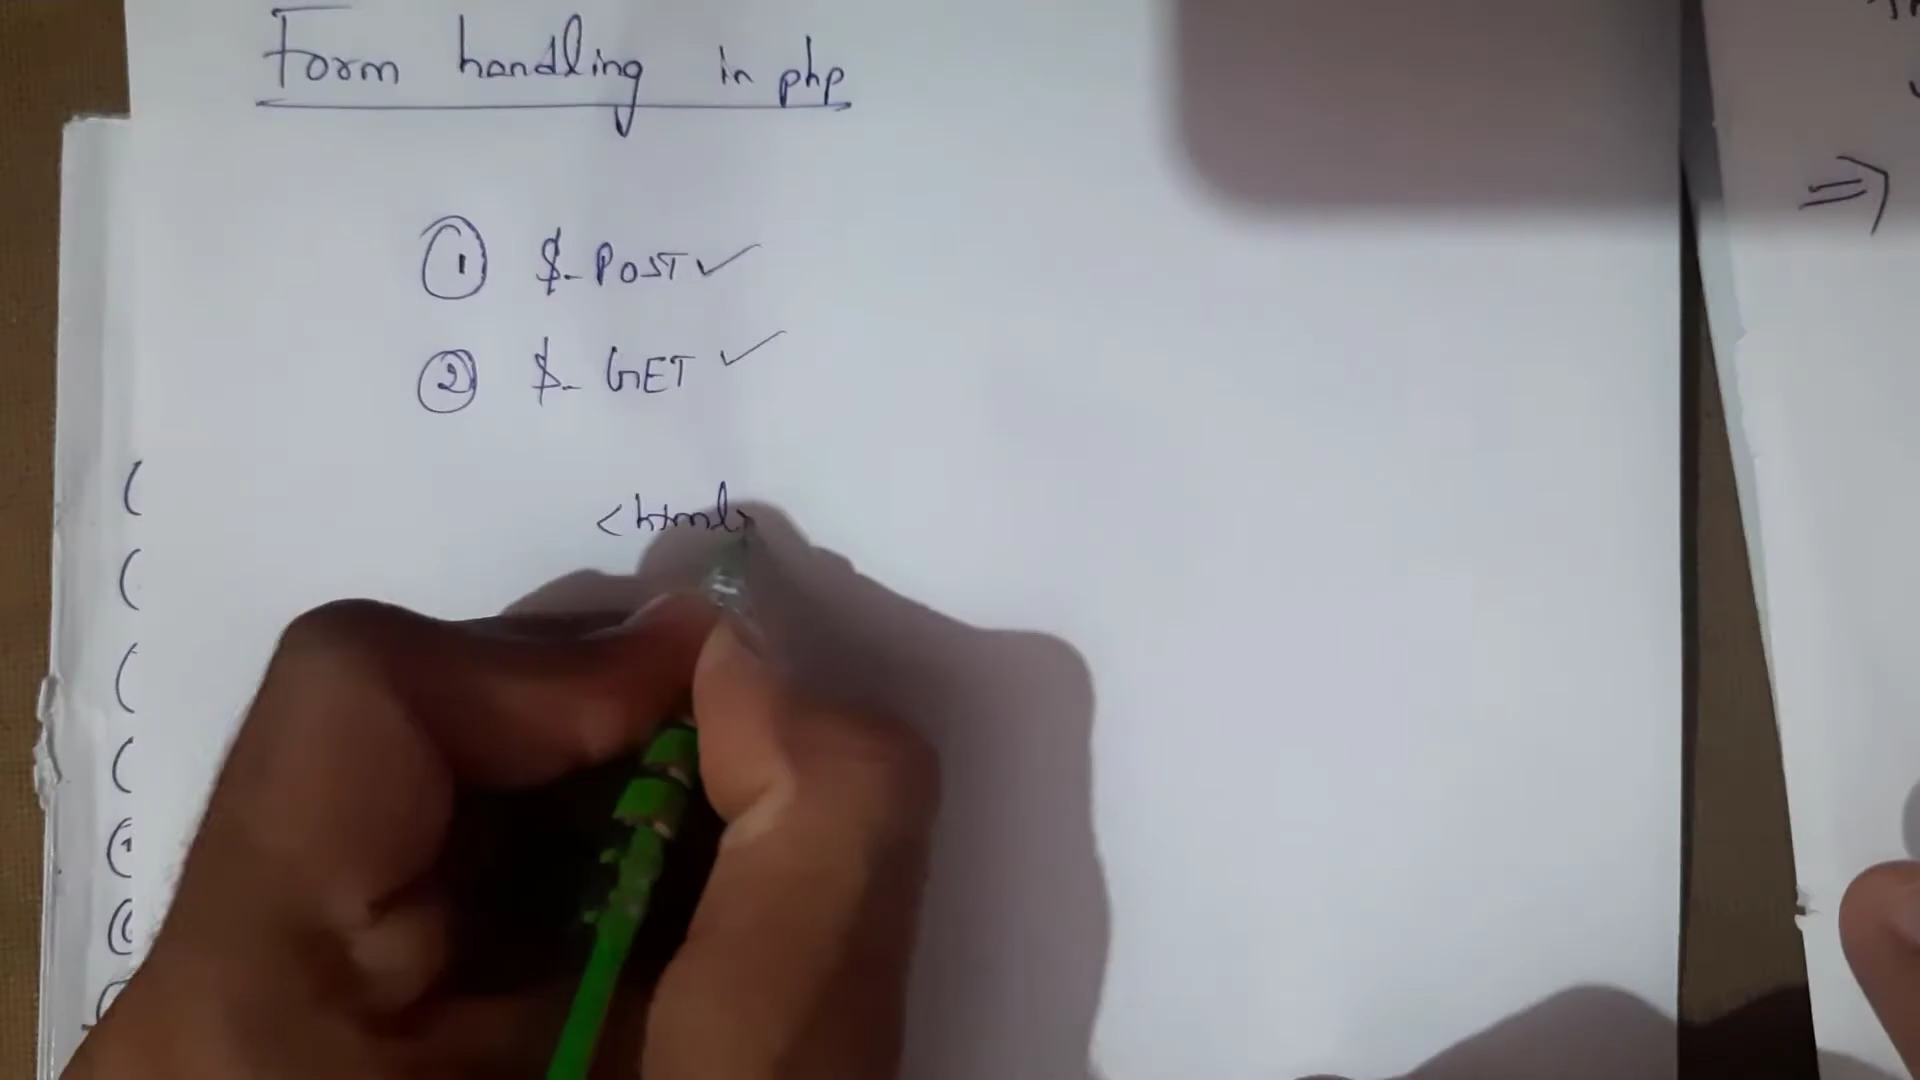 Form handling in php
① $_POST ✓
② $_GET ✓
<html>
⇒